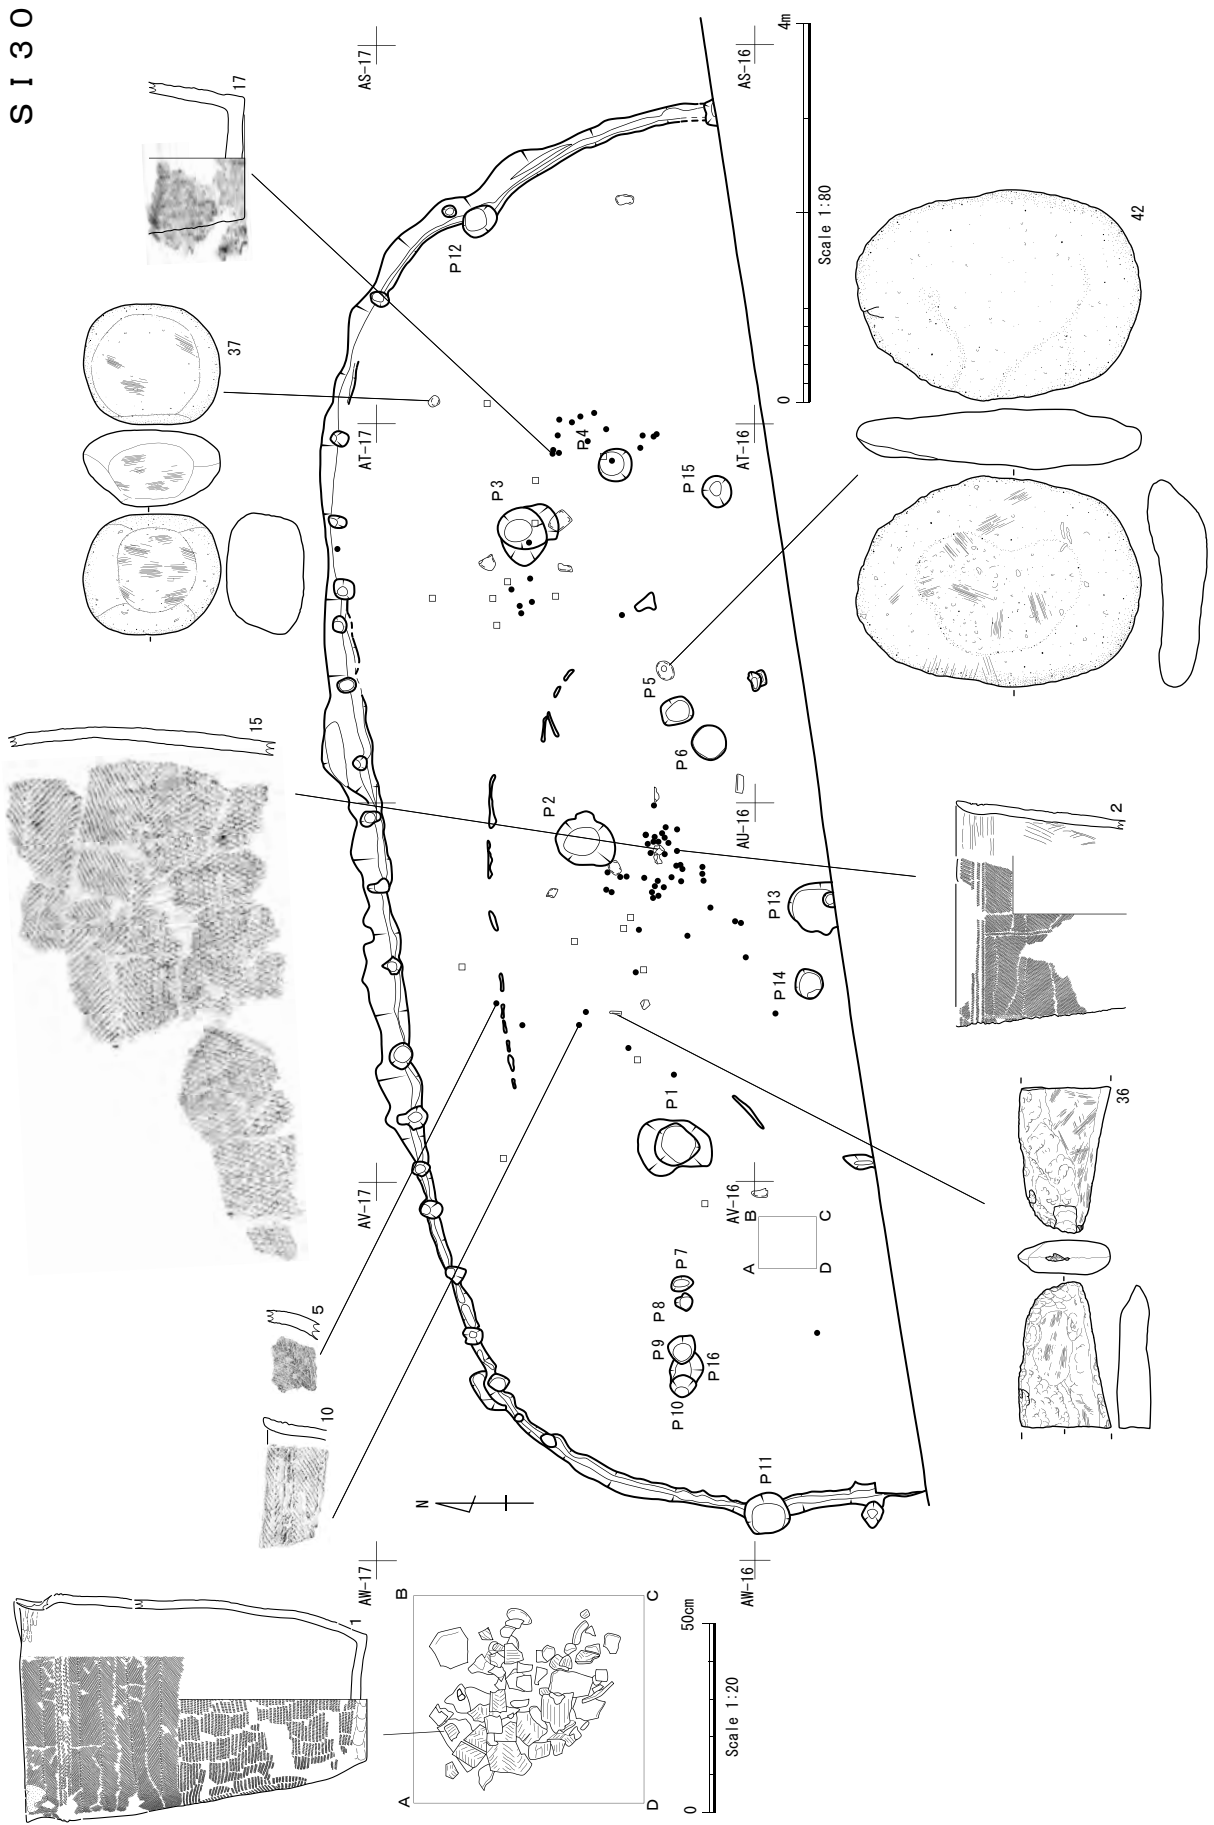 SI30
17
37
15
5
10
1
AS-17
AS-16
P12
4m
0
Scale 1:80
42
AT-17
AT-16
P4
P3
P15
P5
P6
P2
AU-16
2
P13
P14
36
P1
AV-17
AV-16
B
C
A
D
P7
P8
P9
P16
P10
P11
N
AW-17
AW-16
B
C
A
D
50cm
0
Scale 1:20